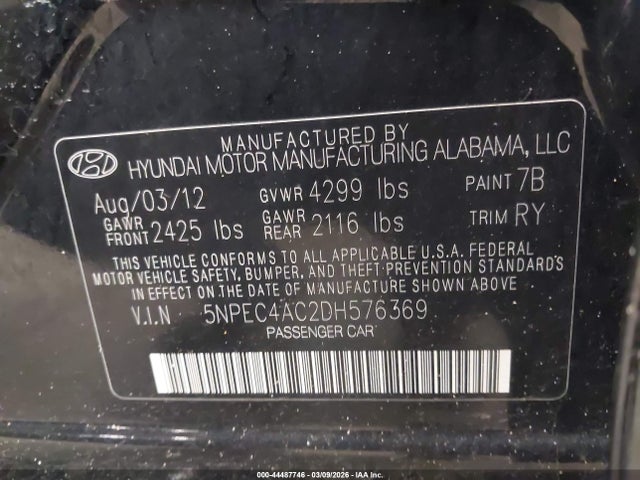 MANUFACTURED BY
HYUNDAI MOTOR MANUFACTURING ALABAMA, LLC
Aug/03/12 GVWR 4299 lbs PAINT 7B
GAWR FRONT 2425 lbs GAWR REAR 2116 lbs TRIM RY
THIS VEHICLE CONFORMS TO ALL APPLICABLE U.S.A. FEDERAL
MOTOR VEHICLE SAFETY, BUMPER, AND THEFT-PREVENTION STANDARD'S
IN EFFECT ON THE DATE OF MANUFACTURE SHOWN ABOVE
V.I.N 5NPEC4AC2DH576369
PASSENGER CAR
000-44487746 - 03/09/2026 - IAA Inc.